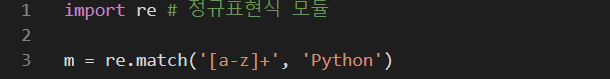 1 import re # 정규표현식 모듈
2
3 m = re.match('[a-z]+', 'Python')